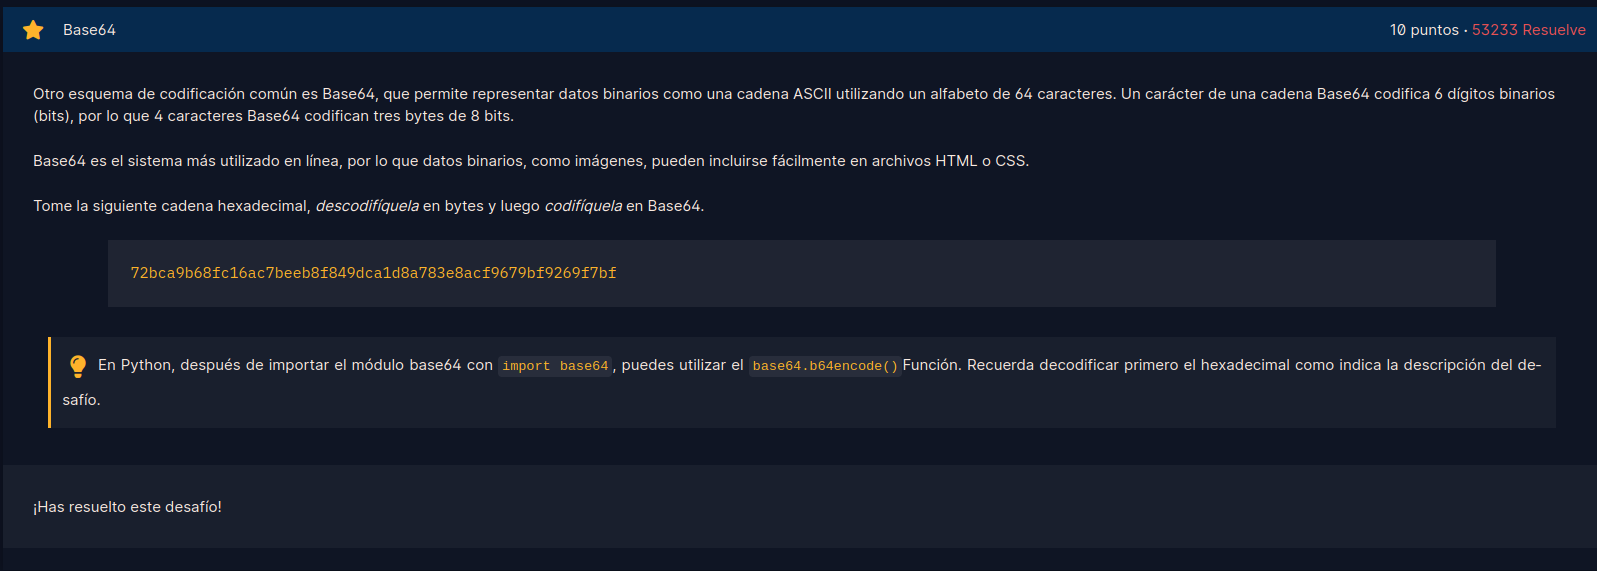 Base64
10 puntos · 53233 Resuelve
Otro esquema de codificación común es Base64, que permite representar datos binarios como una cadena ASCII utilizando un alfabeto de 64 caracteres. Un carácter de una cadena Base64 codifica 6 dígitos binarios
(bits), por lo que 4 caracteres Base64 codifican tres bytes de 8 bits.
Base64 es el sistema más utilizado en línea, por lo que datos binarios, como imágenes, pueden incluirse fácilmente en archivos HTML o CSS.
Tome la siguiente cadena hexadecimal, descodifíquela en bytes y luego codifíquela en Base64.
72bca9b68fc16ac7beeb8f849dca1d8a783e8acf9679bf9269f7bf
En Python, después de importar el módulo base64 con import base64, puedes utilizar el base64.b64encode()Función. Recuerda decodificar primero el hexadecimal como indica la descripción del de-
safío.
¡Has resuelto este desafío!